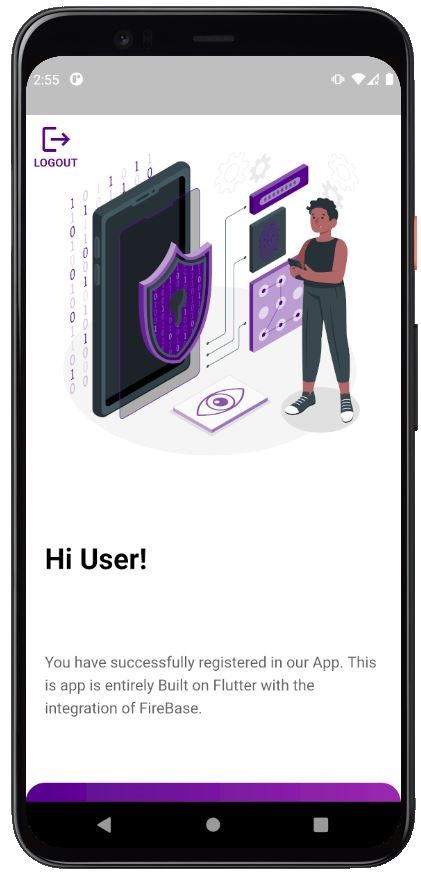 2:55
LOGOUT
Hi User!
You have successfully registered in our App. This
is app is entirely Built on Flutter with the
integration of FireBase.